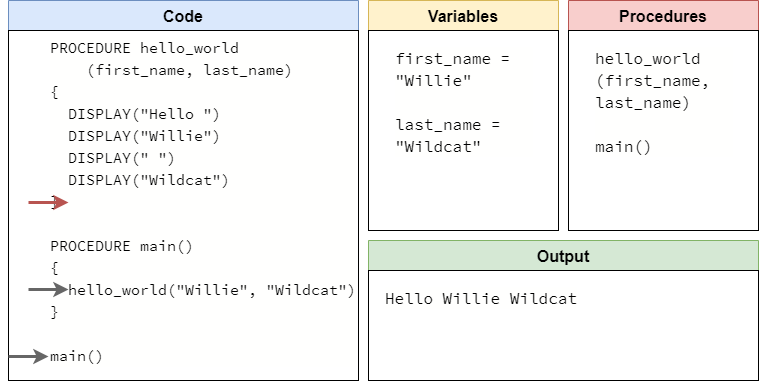 Code
PROCEDURE hello_world
(first_name, last_name)
{
DISPLAY("Hello ")
DISPLAY("Willie")
DISPLAY(" ")
DISPLAY("Wildcat")
}
PROCEDURE main()
{
hello_world("Willie", "Wildcat")
}
main()
Variables
first_name =
"Willie"
last_name =
"Wildcat"
Procedures
hello_world
(first_name,
last_name)
main()
Output
Hello Willie Wildcat